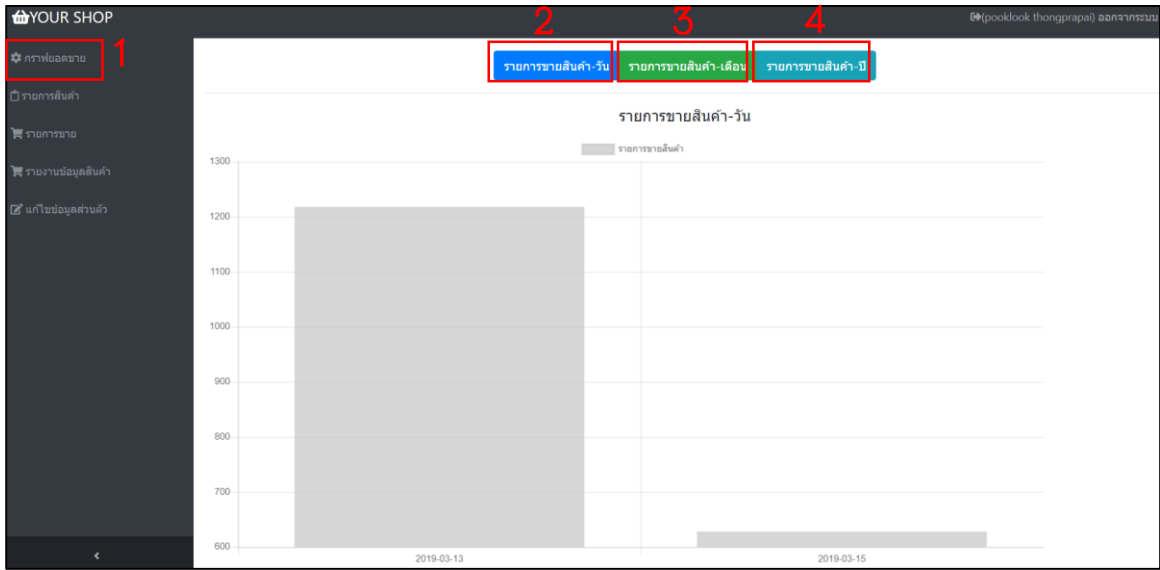 YOUR SHOP
(pooklook thongprapai) ออกจากระบบ
1
2
3
4
กราฟยอดขาย
รายการสินค้า
รายการขาย
รายงานข้อมูลสินค้า
แก้ไขข้อมูลส่วนตัว
รายการขายสินค้า-วัน
รายการขายสินค้า-เดือน
รายการขายสินค้า-ปี
รายการขายสินค้า-วัน
รายการขายสินค้า
1300
1200
1100
1000
900
800
700
600
2019-03-13
2019-03-15